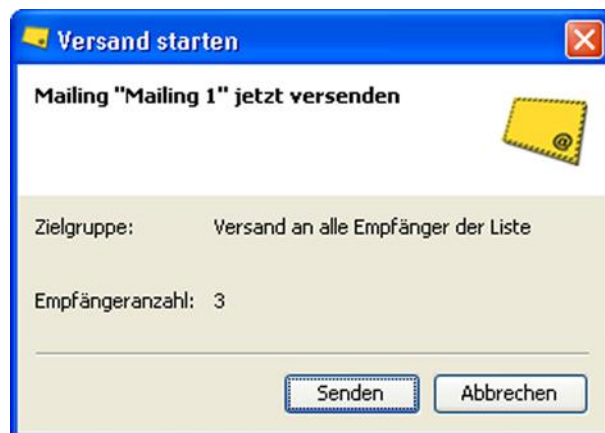 Versand starten
Mailing "Mailing 1" jetzt versenden
@
Zielgruppe: Versand an alle Empfänger der Liste
Empfängeranzahl: 3
Senden Abbrechen